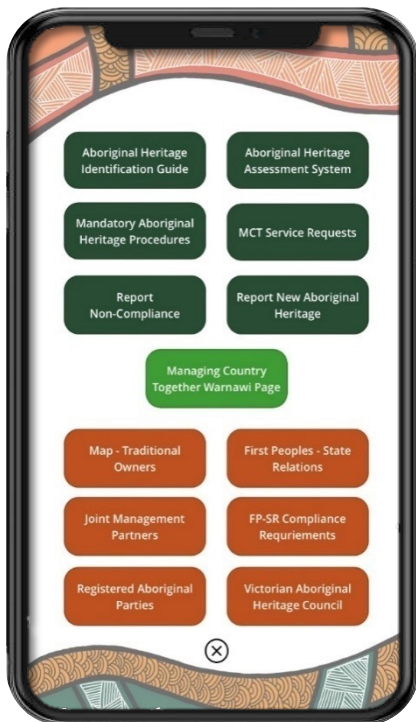 Aboriginal Heritage
Identification Guide
Aboriginal Heritage
Assessment System
Mandatory Aboriginal
Heritage Procedures
MCT Service Requests
Report
Non-Compliance
Report New Aboriginal
Heritage
Managing Country
Together Warnawi Page
Map - Traditional
Owners
First Peoples - State
Relations
Joint Management
Partners
FP-SR Compliance
Requriements
Registered Aboriginal
Parties
Victorian Aboriginal
Heritage Council